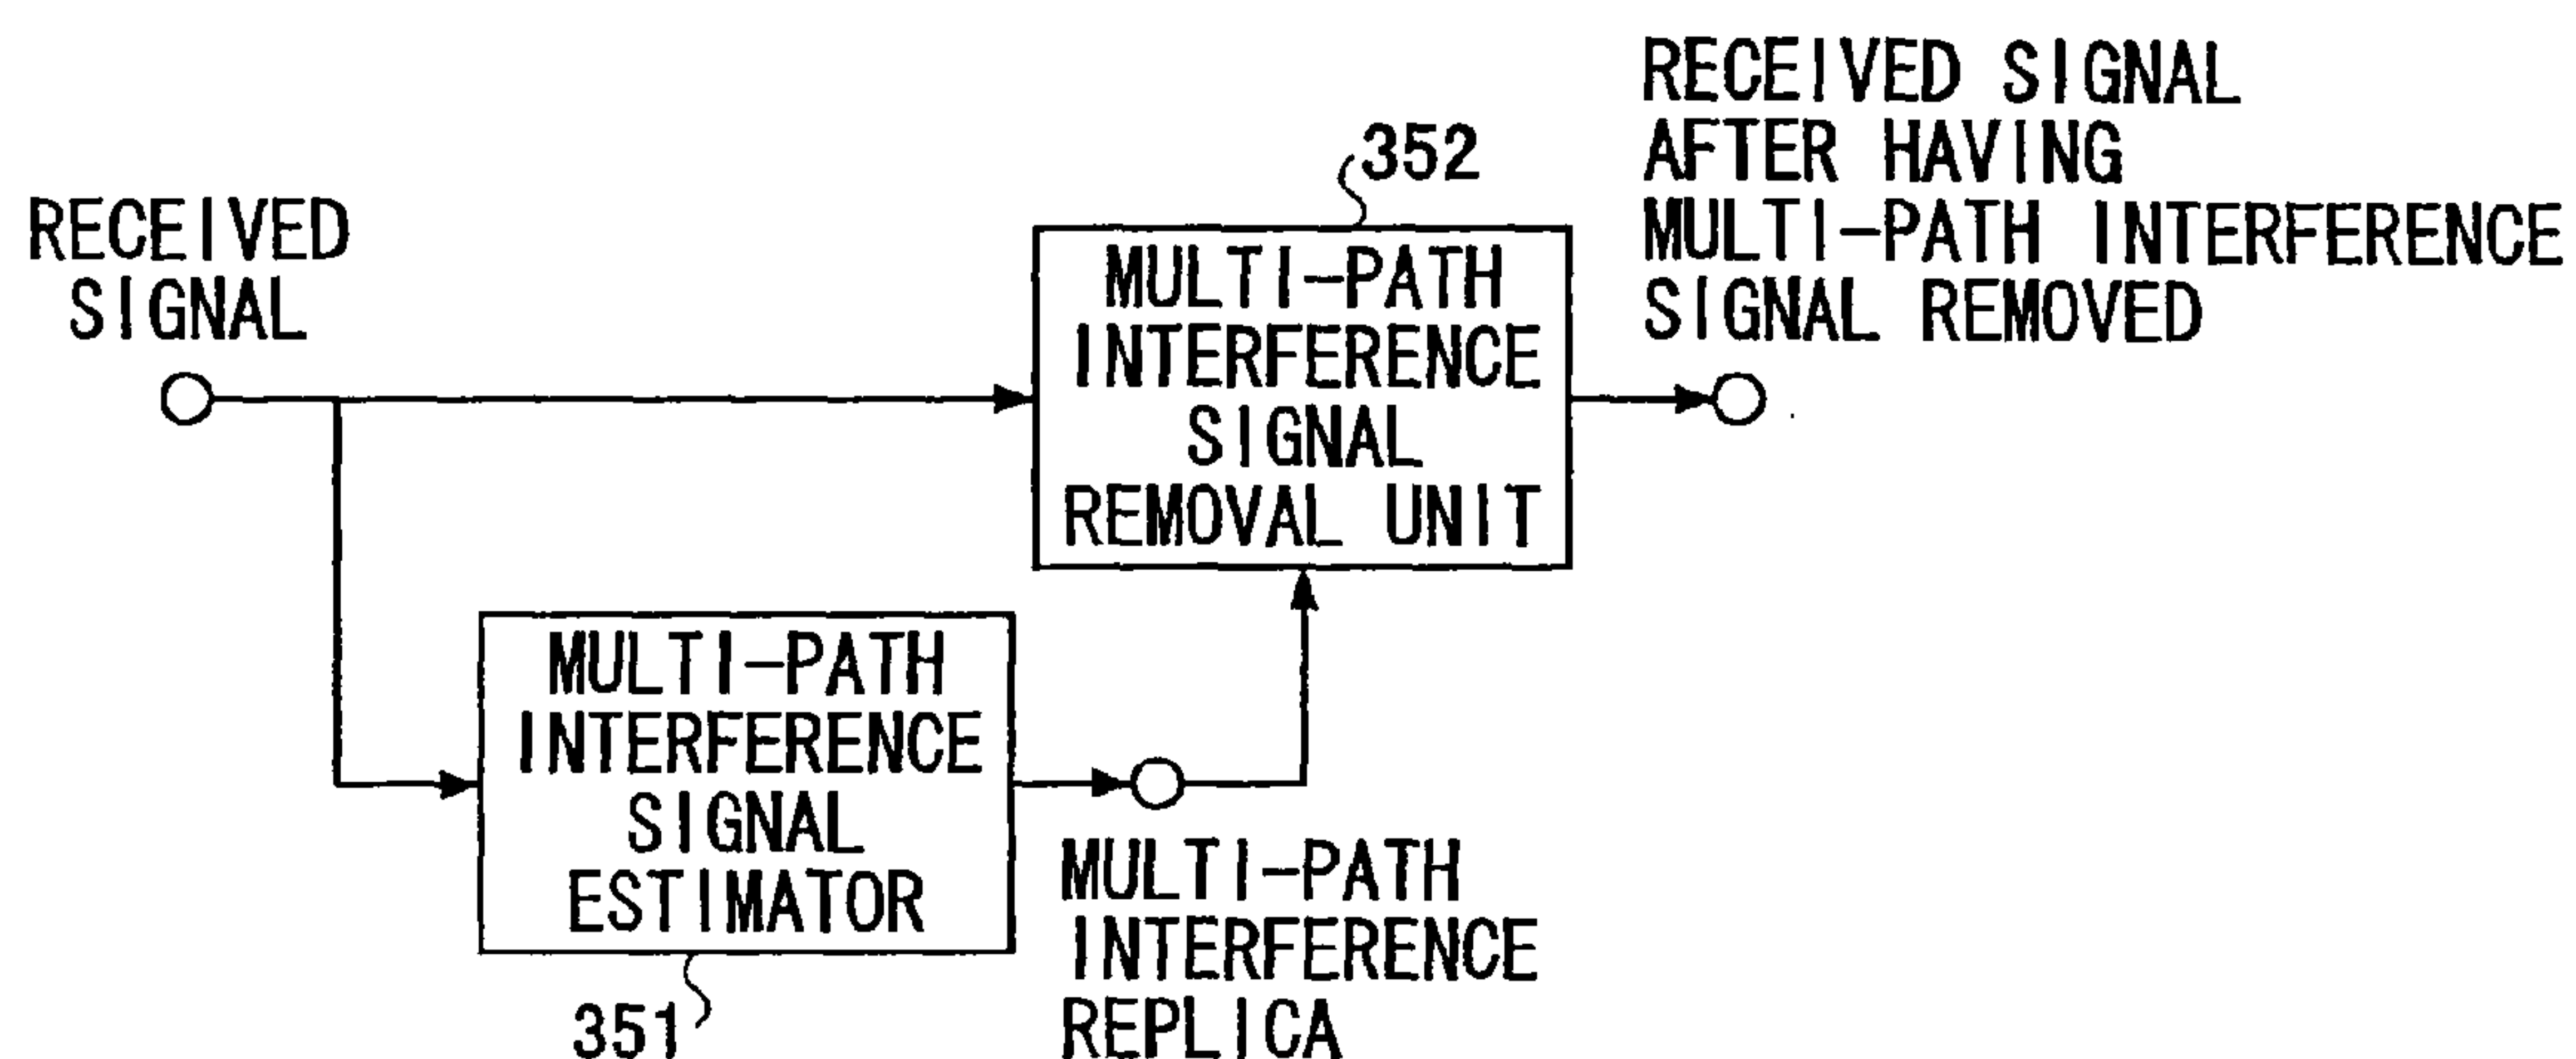 RECEIVED
SIGNAL
352
MULTI-PATH
INTERFERENCE
SIGNAL
REMOVAL UNIT
RECEIVED SIGNAL
AFTER HAVING
MULTI-PATH INTERFERENCE
SIGNAL REMOVED
MULTI-PATH
INTERFERENCE
SIGNAL
ESTIMATOR
351
MULTI-PATH
INTERFERENCE
REPLICA